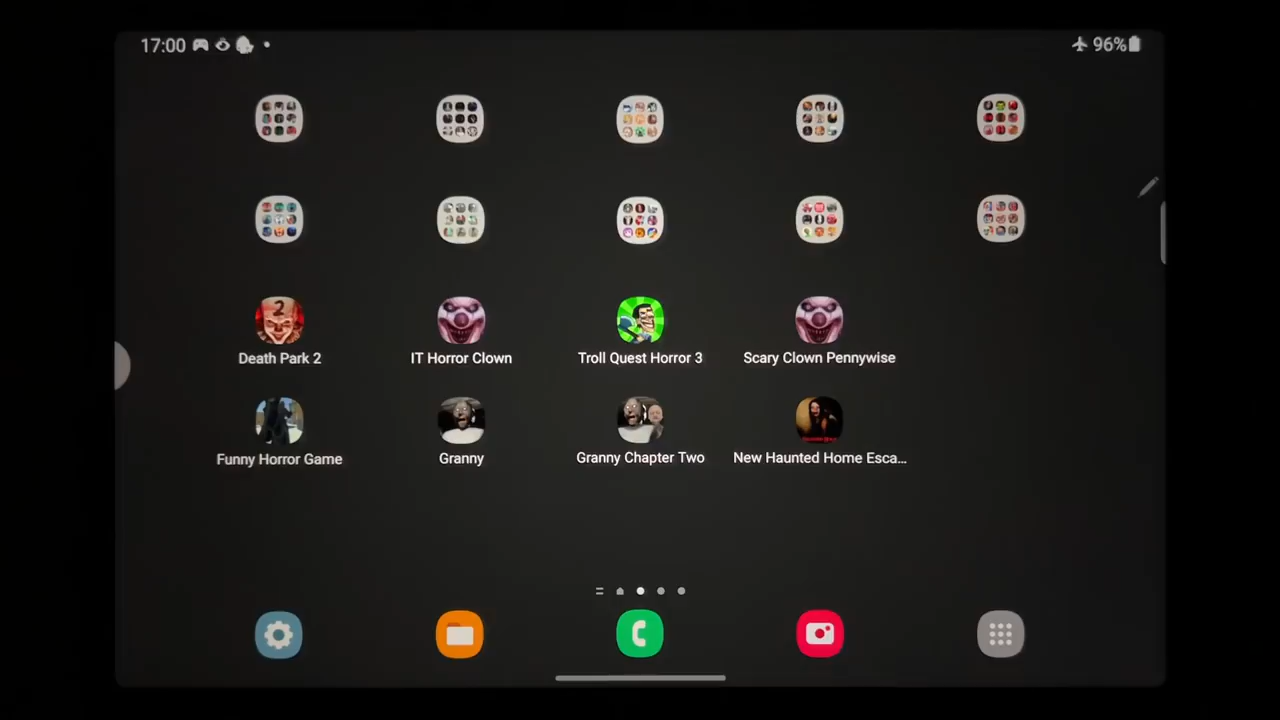 17:00
96%
Death Park 2
IT Horror Clown
Troll Quest Horror 3
Scary Clown Pennywise
Funny Horror Game
Granny
Granny Chapter Two
New Haunted Home Esca...